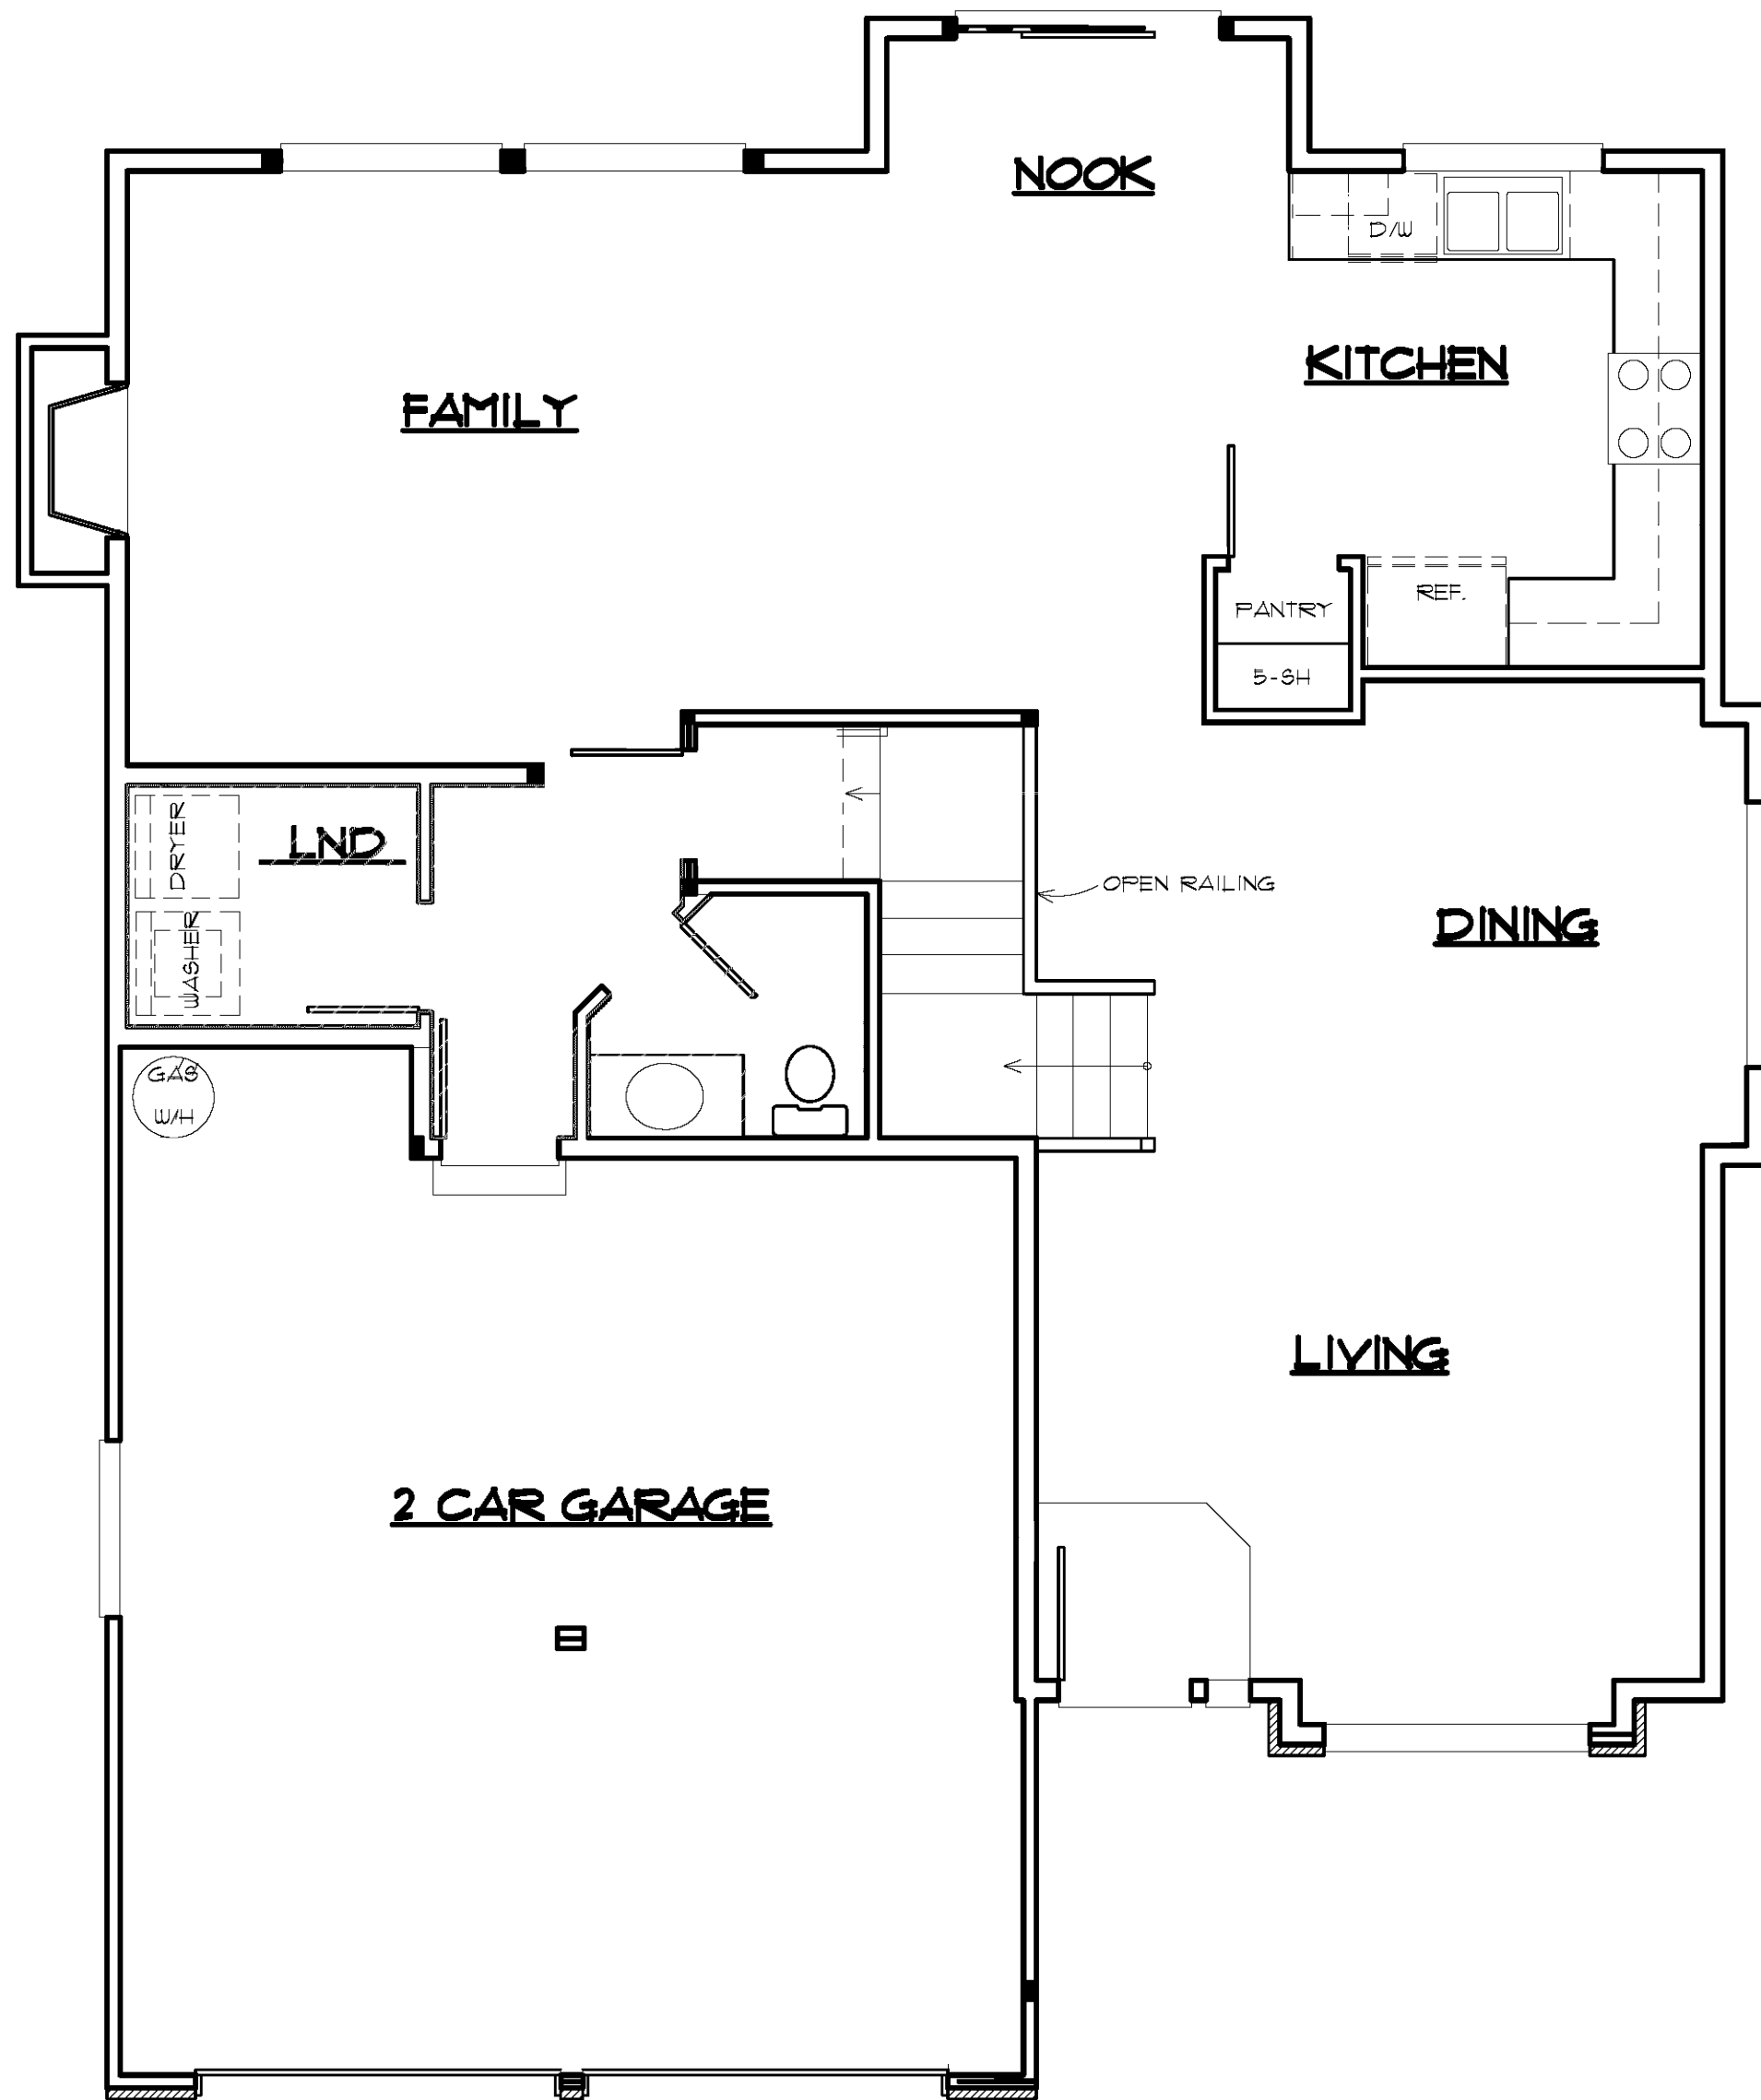 NOOK
D/W
KITCHEN
FAMILY
REF.
PANTRY
5-SH
DRYER
LND
WASHER
OPEN RAILING
DINING
GAS
W/H
LIVING
2 CAR GARAGE